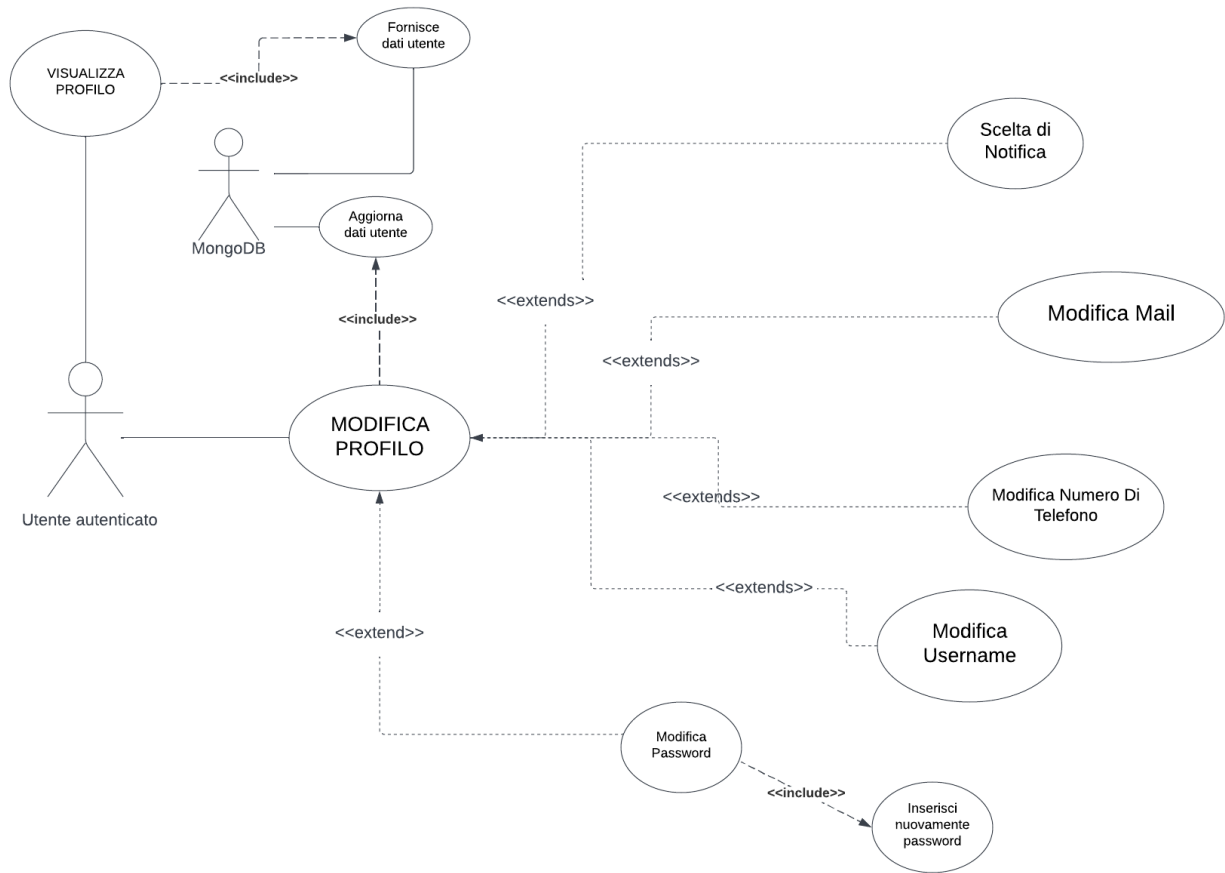 Fornisce
dati utente
VISUALIZZA
PROFILO
<<include>>
Scelta di
Notifica
Aggiorna
dati utente
MongoDB
<<extends>>
Modifica Mail
<<include>>
<<extends>>
MODIFICA
PROFILO
<<extends>>
Modifica Numero Di
Telefono
Utente autenticato
<<extends>>
Modifica
Username
<<extend>>
Modifica
Password
<<include>>
Inserisci
nuovamente
password